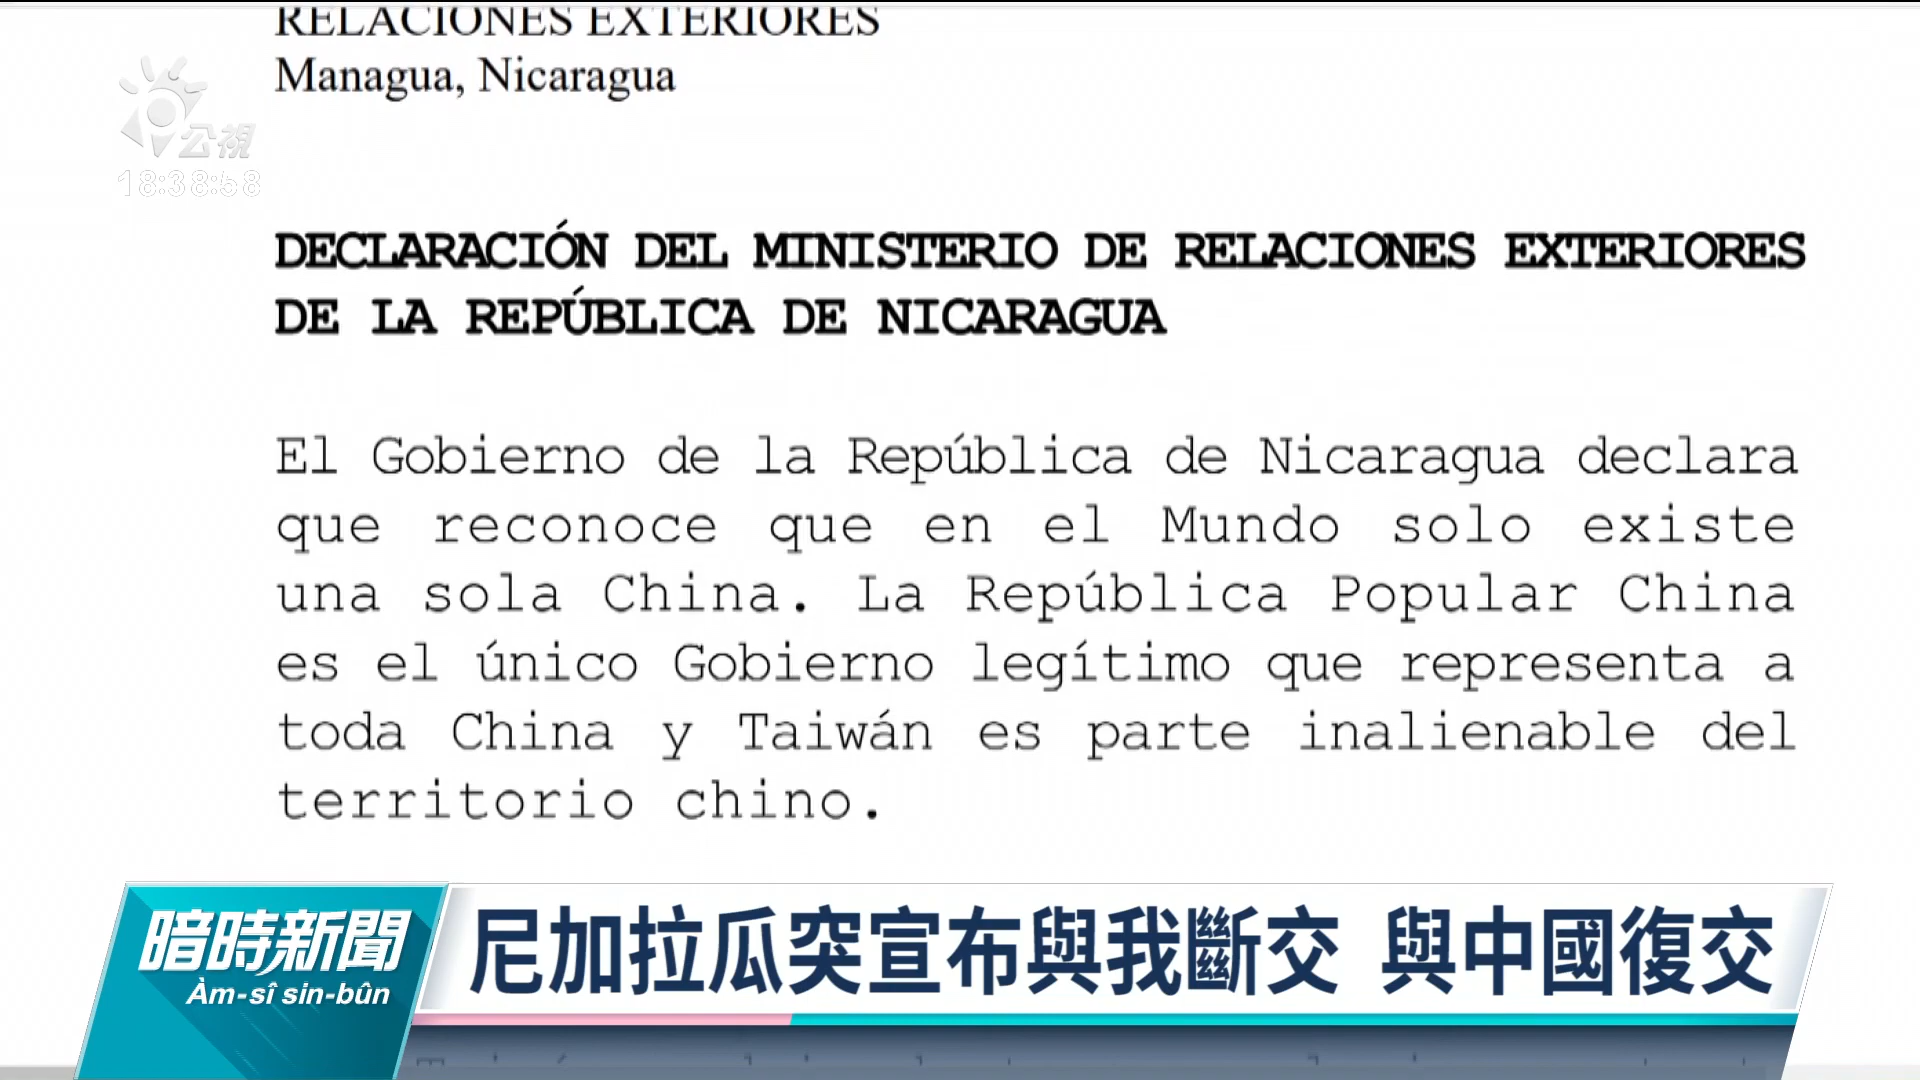 RELACIONES EXTERIORES
Managua, Nicaragua
公視
18:38:58
DECLARACIÓN DEL MINISTERIO DE RELACIONES EXTERIORES
DE LA REPÚBLICA DE NICARAGUA
El Gobierno de la República de Nicaragua declara
que reconoce que en el Mundo solo existe
una sola China. La República Popular China
es el único Gobierno legítimo que representa a
toda China y Taiwán es parte inalienable del
territorio chino.
暗時新聞
Àm-sî sin-bûn
尼加拉瓜突宣布與我斷交 與中國復交